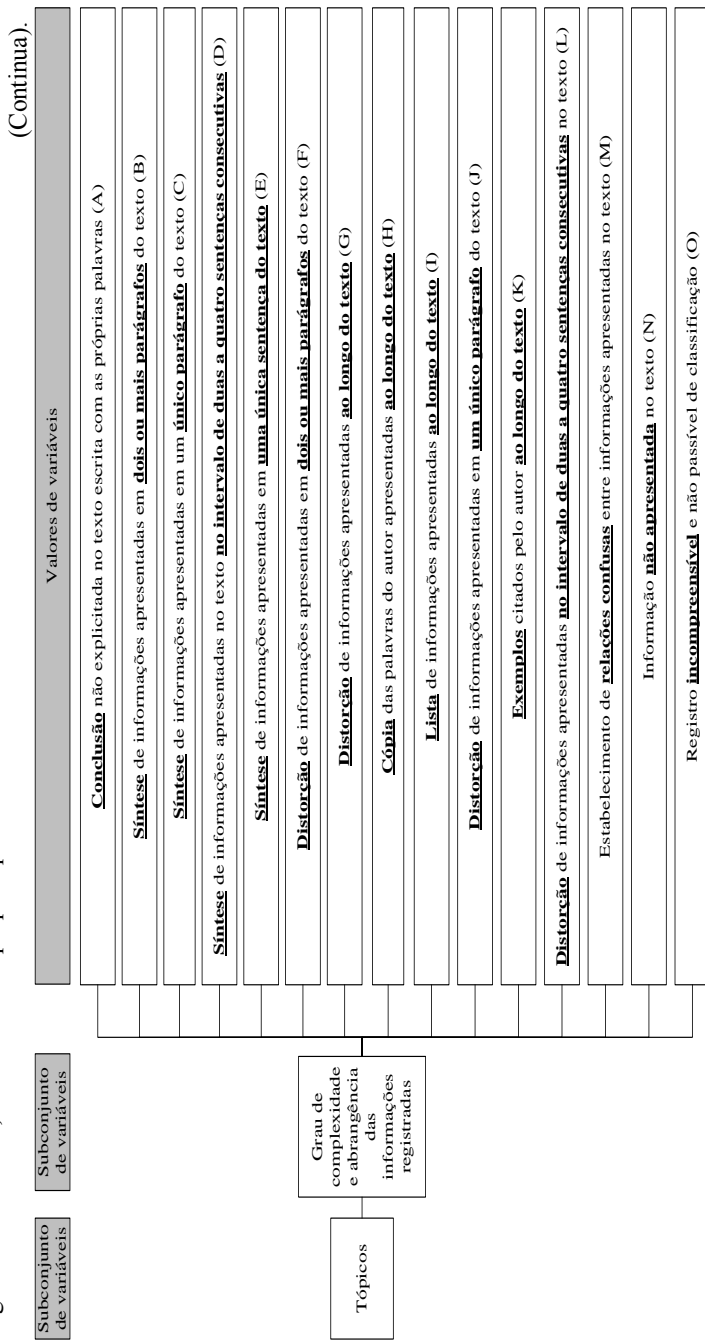 (Continua).
Subconjunto
de variáveis
Subconjunto
de variáveis
Valores de variáveis
Tópicos
Grau de
complexidade
e abrangência
das
informações
registradas
Conclusão não explicitada no texto escrita com as próprias palavras (A)
Síntese de informações apresentadas em dois ou mais parágrafos do texto (B)
Síntese de informações apresentadas em um único parágrafo do texto (C)
Síntese de informações apresentadas no texto no intervalo de duas a quatro sentenças consecutivas (D)
Síntese de informações apresentadas em uma única sentença do texto (E)
Distorção de informações apresentadas em dois ou mais parágrafos do texto (F)
Distorção de informações apresentadas ao longo do texto (G)
Cópia das palavras do autor apresentadas ao longo do texto (H)
Lista de informações apresentadas ao longo do texto (I)
Distorção de informações apresentadas em um único parágrafo do texto (J)
Exemplos citados pelo autor ao longo do texto (K)
Distorção de informações apresentadas no intervalo de duas a quatro sentenças consecutivas no texto (L)
Estabelecimento de relações confusas entre informações apresentadas no texto (M)
Informação não apresentada no texto (N)
Registro incompreensível e não passível de classificação (O)